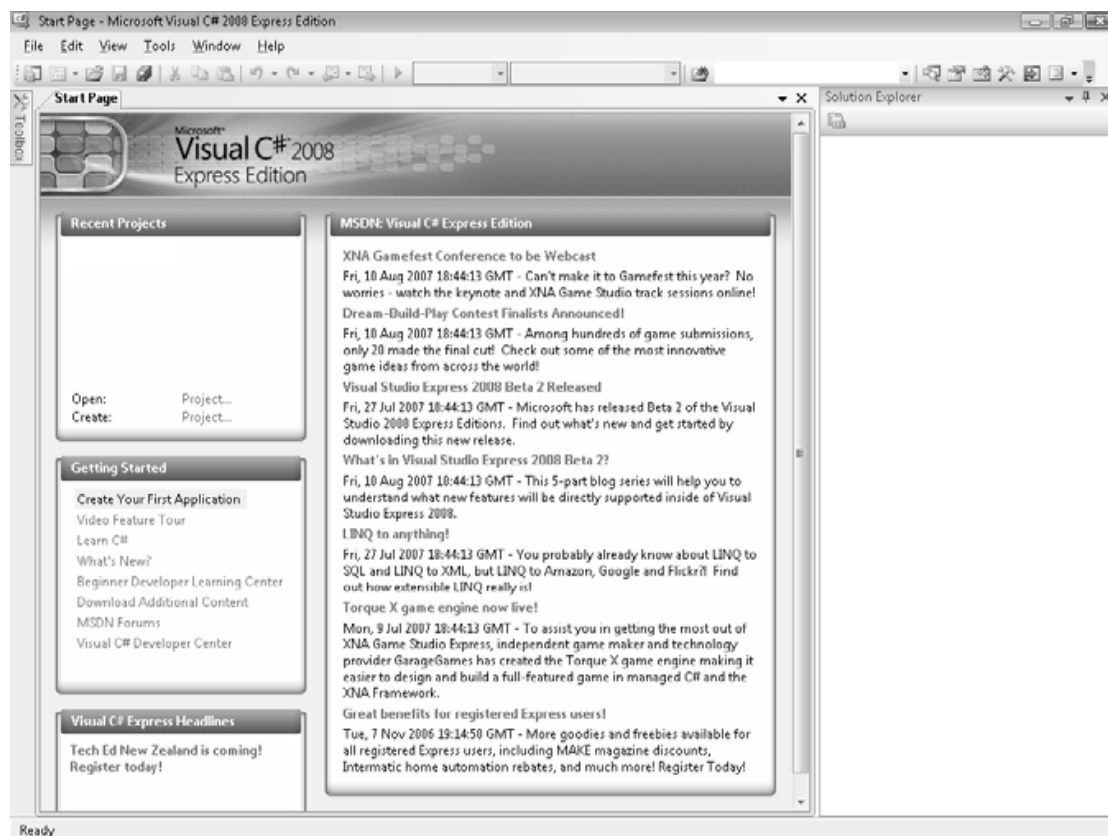 Start Page - Microsoft Visual C# 2008 Express Edition
File Edit View Tools Window Help
Toolbox
Start Page
Solution Explorer
Microsoft®
Visual C#® 2008
Express Edition
Recent Projects
Open: Project...
Create: Project...
Getting Started
Create Your First Application
Video Feature Tour
Learn C#
What's New?
Beginner Developer Learning Center
Download Additional Content
MSDN Forums
Visual C# Developer Center
Visual C# Express Headlines
Tech Ed New Zealand is coming!
Register today!
MSDN: Visual C# Express Edition
XNA Gamefest Conference to be Webcast
Fri, 10 Aug 2007 18:44:13 GMT - Can't make it to Gamefest this year? No
worries - watch the keynote and XNA Game Studio track sessions online!
Dream-Build-Play Contest Finalists Announced!
Fri, 10 Aug 2007 18:44:13 GMT - Among hundreds of game submissions,
only 20 made the final cut! Check out some of the most innovative
game ideas from across the world!
Visual Studio Express 2008 Beta 2 Released
Fri, 27 Jul 2007 18:44:13 GMT - Microsoft has released Beta 2 of the Visual
Studio 2008 Express Editions. Find out what's new and get started by
downloading this new release.
What's in Visual Studio Express 2008 Beta 2?
Fri, 10 Aug 2007 18:44:13 GMT - This 5-part blog series will help you to
understand what new features will be directly supported inside of Visual
Studio Express 2008.
LINQ to anything!
Fri, 27 Jul 2007 18:44:13 GMT - You probably already know about LINQ to
SQL and LINQ to XML, but LINQ to Amazon, Google and Flickr?! Find
out how extensible LINQ really is!
Torque X game engine now live!
Mon, 9 Jul 2007 18:44:13 GMT - To assist you in getting the most out of
XNA Game Studio Express, independent game maker and technology
provider GarageGames has created the Torque X game engine making it
easier to design and build a full-featured game in managed C# and the
XNA Framework.
Great benefits for registered Express users!
Tue, 7 Nov 2006 19:14:50 GMT - More goodies and freebies available for
all registered Express users, including MAKE magazine discounts,
Intermatic home automation rebates, and much more! Register Today!
Ready